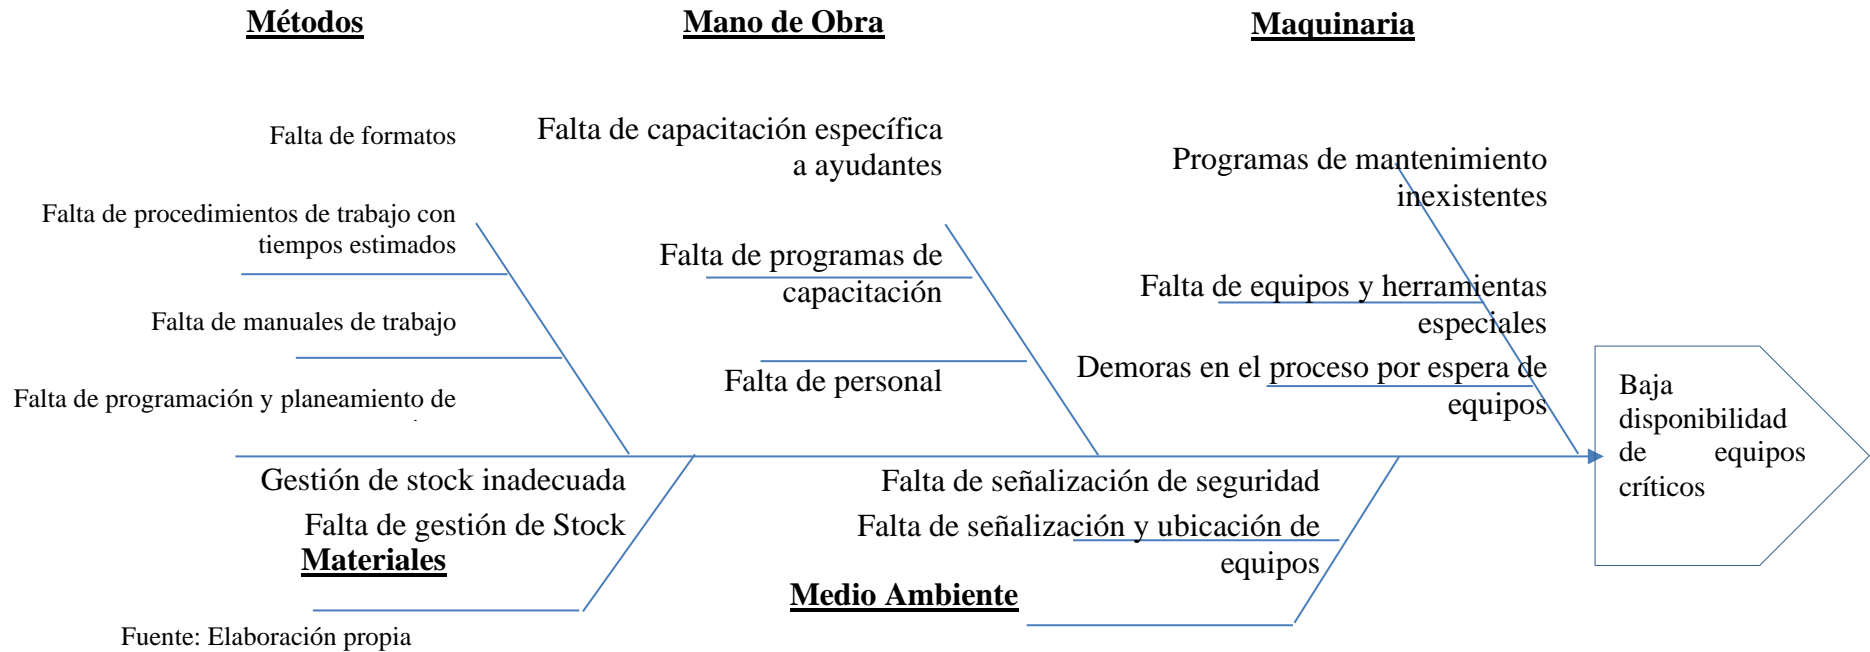 Métodos
Mano de Obra
Maquinaria
Falta de formatos
Falta de procedimientos de trabajo con
tiempos estimados
Falta de manuales de trabajo
Falta de programación y planeamiento de
Falta de capacitación específica
a ayudantes
Falta de programas de
capacitación
Falta de personal
Programas de mantenimiento
inexistentes
Falta de equipos y herramientas
especiales
Demoras en el proceso por espera de
equipos
Baja
disponibilidad
de equipos
críticos
Gestión de stock inadecuada
Falta de gestión de Stock
Materiales
Falta de señalización de seguridad
Falta de señalización y ubicación de
equipos
Medio Ambiente
Fuente: Elaboración propia